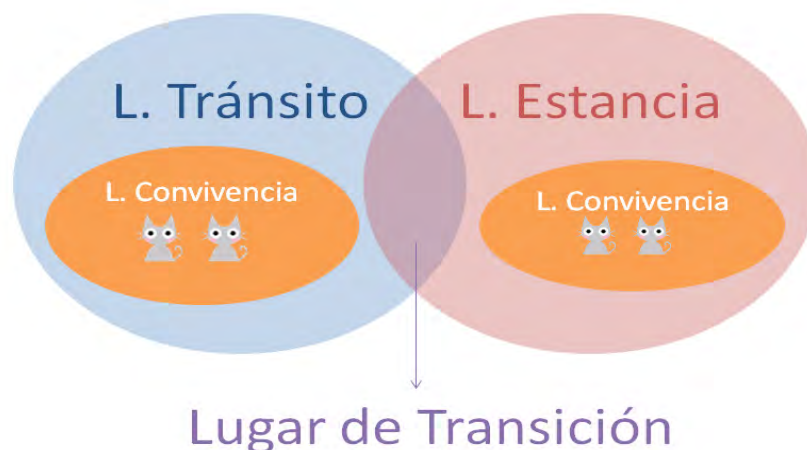 L. Tránsito
L. Estancia
L. Convivencia
L. Convivencia
Lugar de Transición